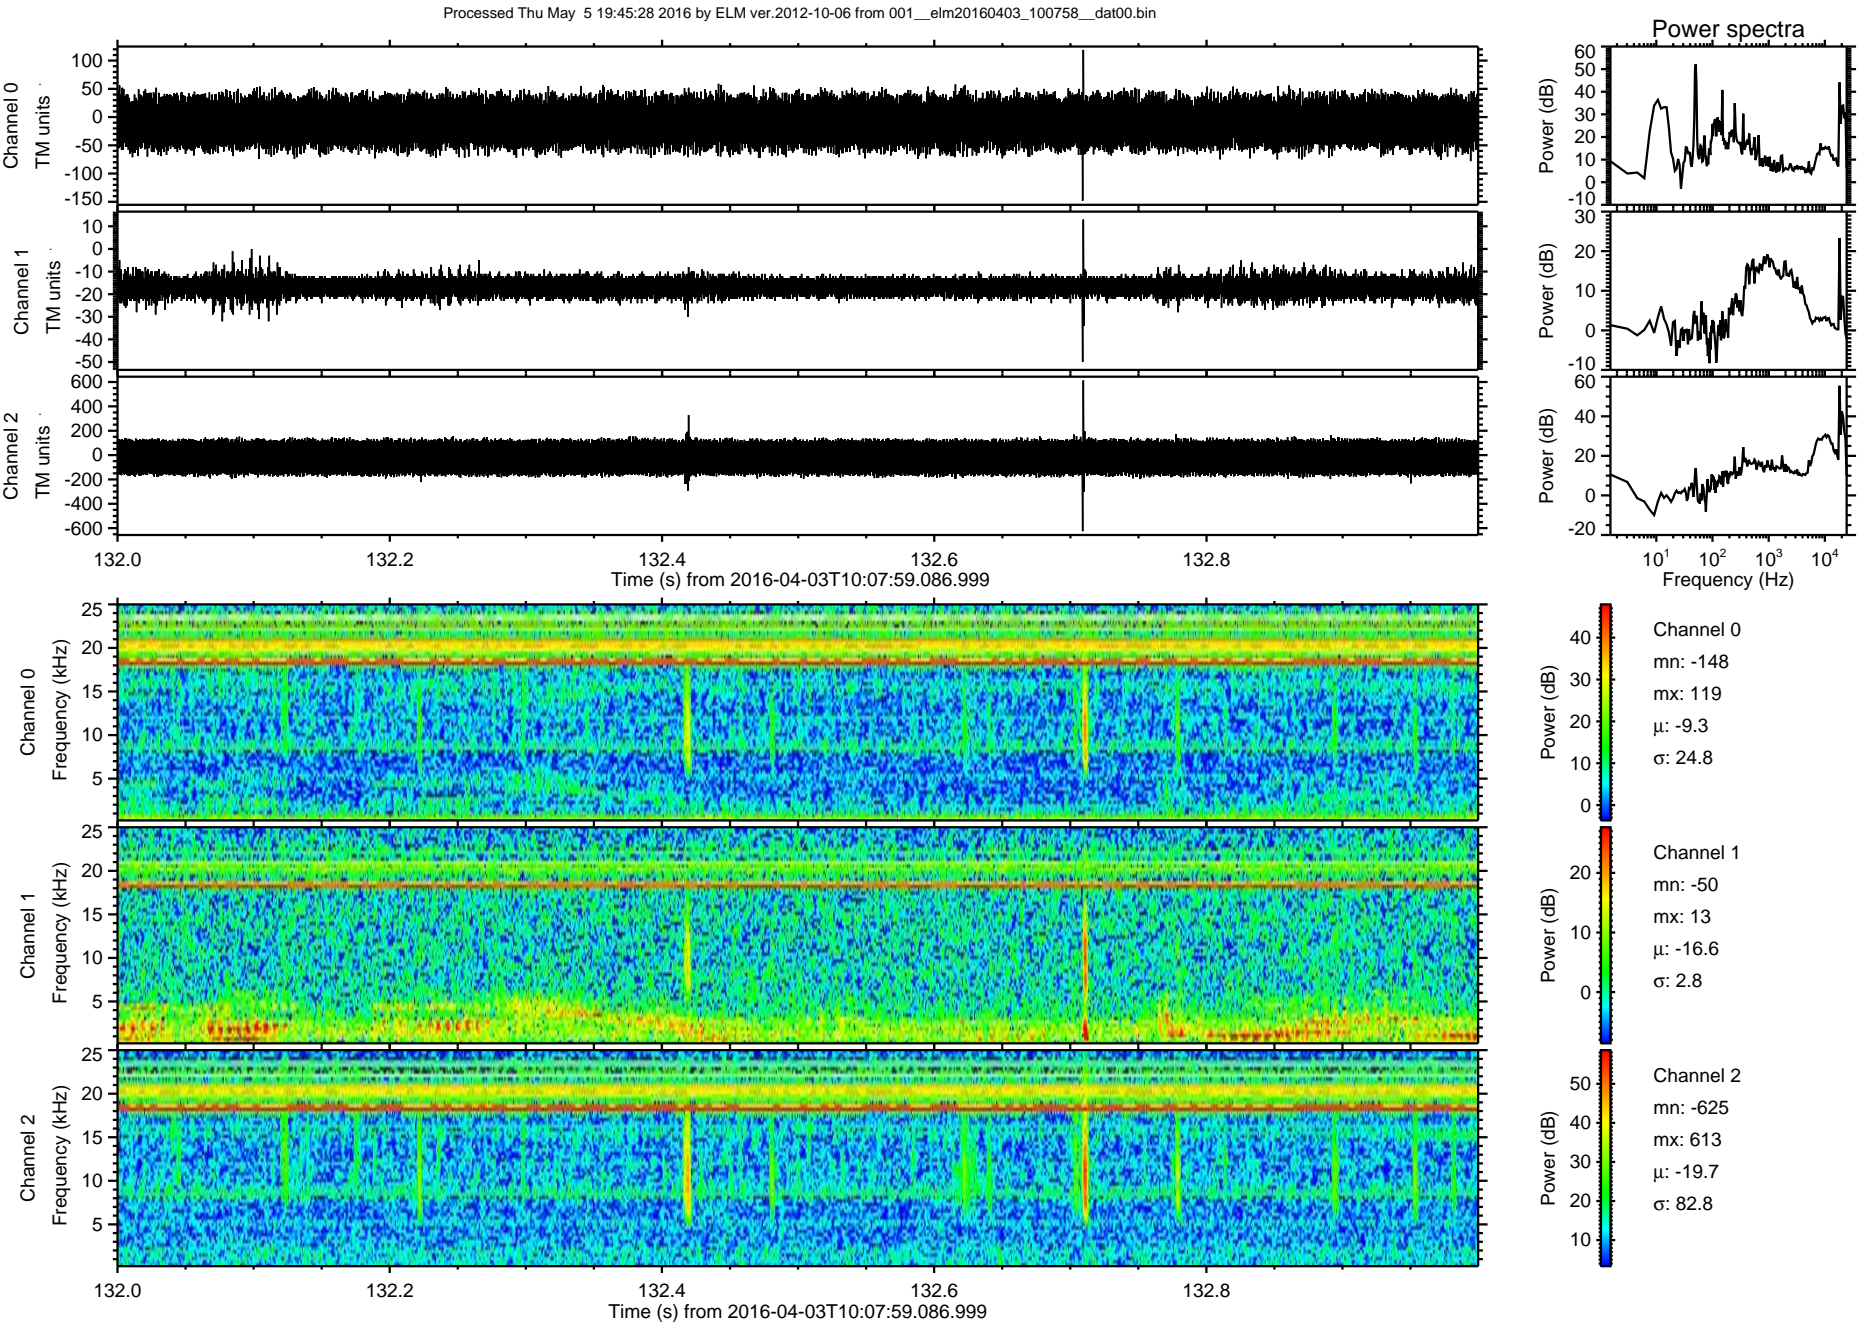 Processed Thu May  5 19:45:28 2016 by ELM ver.2012-10-06 from 001__elm20160403_100758__dat00.bin
Power spectra
Channel 0
TM units
100
50
0
-50
-100
-150
Power (dB)
60
50
40
30
20
10
0
-10
Channel 1
TM units
10
0
-10
-20
-30
-40
-50
Power (dB)
30
20
10
0
-10
Channel 2
TM units
600
400
200
0
-200
-400
-600
Power (dB)
60
40
20
0
-20
132.0 132.2 132.4 132.6 132.8
Time (s) from 2016-04-03T10:07:59.086.999
10¹ 10² 10³ 10⁴
Frequency (Hz)
Channel 0
Frequency (kHz)
25
20
15
10
5
Power (dB)
40
30
20
10
0
Channel 0
mn: -148
mx: 119
μ: -9.3
σ: 24.8
Channel 1
Frequency (kHz)
25
20
15
10
5
Power (dB)
20
10
0
Channel 1
mn: -50
mx: 13
μ: -16.6
σ: 2.8
Channel 2
Frequency (kHz)
25
20
15
10
5
Power (dB)
50
40
30
20
10
Channel 2
mn: -625
mx: 613
μ: -19.7
σ: 82.8
132.0 132.2 132.4 132.6 132.8
Time (s) from 2016-04-03T10:07:59.086.999